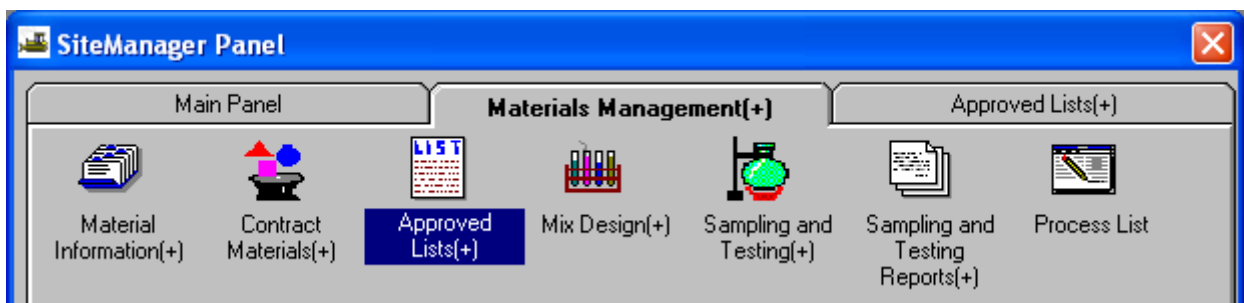 SiteManager Panel
Main Panel
Materials Management(+)
Approved Lists(+)
LIST
Material
Information(+)
Contract
Materials(+)
Approved
Lists(+)
Mix Design(+)
Sampling and
Testing(+)
Sampling and
Testing
Reports(+)
Process List